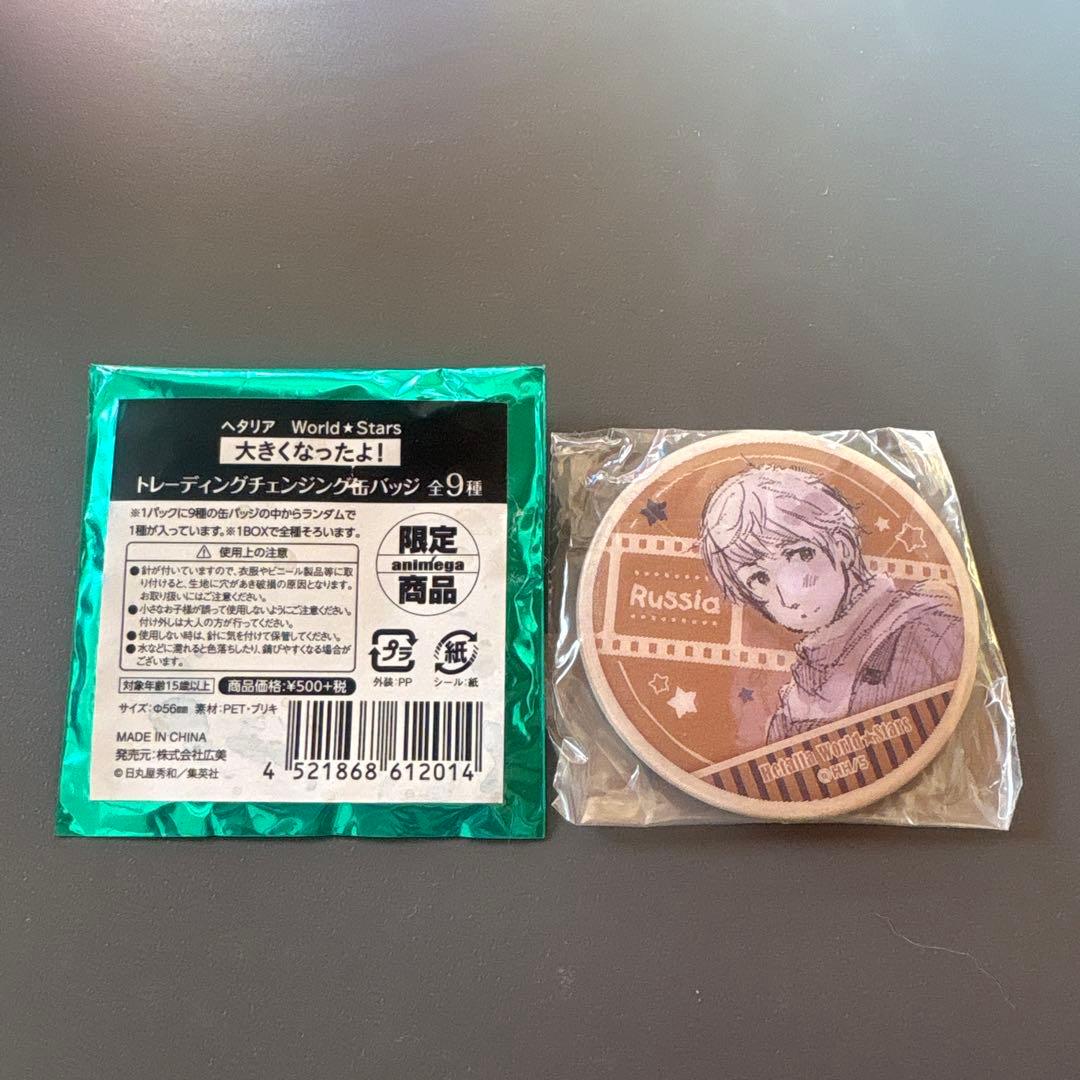 ヘタリア World★Stars
大きくなったよ!
トレーディングチェンジング缶バッジ 全9種
※1パックに9種の缶バッジの中からランダムで
1種が入っています。※1BOXで全種そろいます。
⚠ 使用上の注意
●針が付いていますので、衣服やビニール製品等に取
り付けると、生地に穴があき破損の原因となります。
お取り扱いにはご注意ください。
●小さなお子様が誤って使用しないようにご注意ください。
付け外しは大人の方が行ってください。
●使用しない時は、針に気を付けて保管してください。
●水などに濡れると色落ちしたり、錆びやすくなる場合が
ございます。
限定
animega
商品
プラ
外装:PP
紙
シール:紙
対象年齢15歳以上
商品価格:¥500+税
サイズ:Φ56mm 素材:PET・ブリキ
MADE IN CHINA
発売元:株式会社広美
©日丸屋秀和/集英社
4 521868 612014
Russia
Hetalia World★Stars
©HH/S